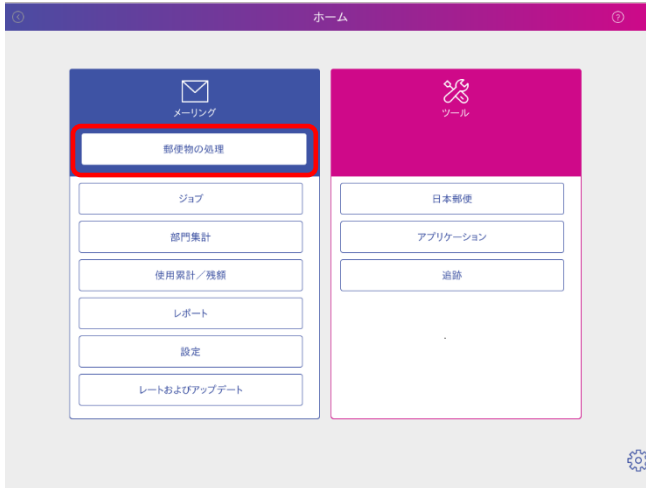 ホーム
メーリング
郵便物の処理
ジョブ
部門集計
使用累計／残額
レポート
設定
レートおよびアップデート
ツール
日本郵便
アプリケーション
追跡